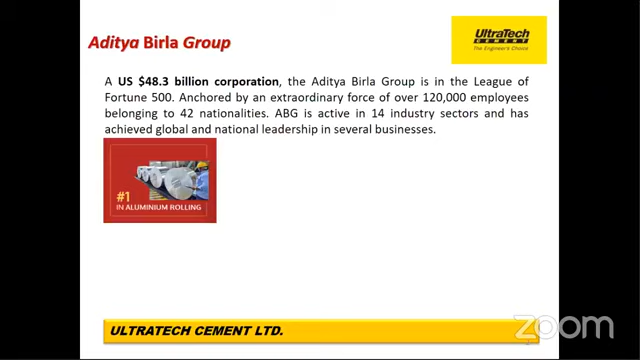 Aditya Birla Group
UltraTech
CEMENT
The Engineer's Choice
A US $48.3 billion corporation, the Aditya Birla Group is in the League of
Fortune 500. Anchored by an extraordinary force of over 120,000 employees
belonging to 42 nationalities. ABG is active in 14 industry sectors and has
achieved global and national leadership in several businesses.
#1
IN ALUMINIUM ROLLING
ULTRATECH CEMENT LTD.
zoom